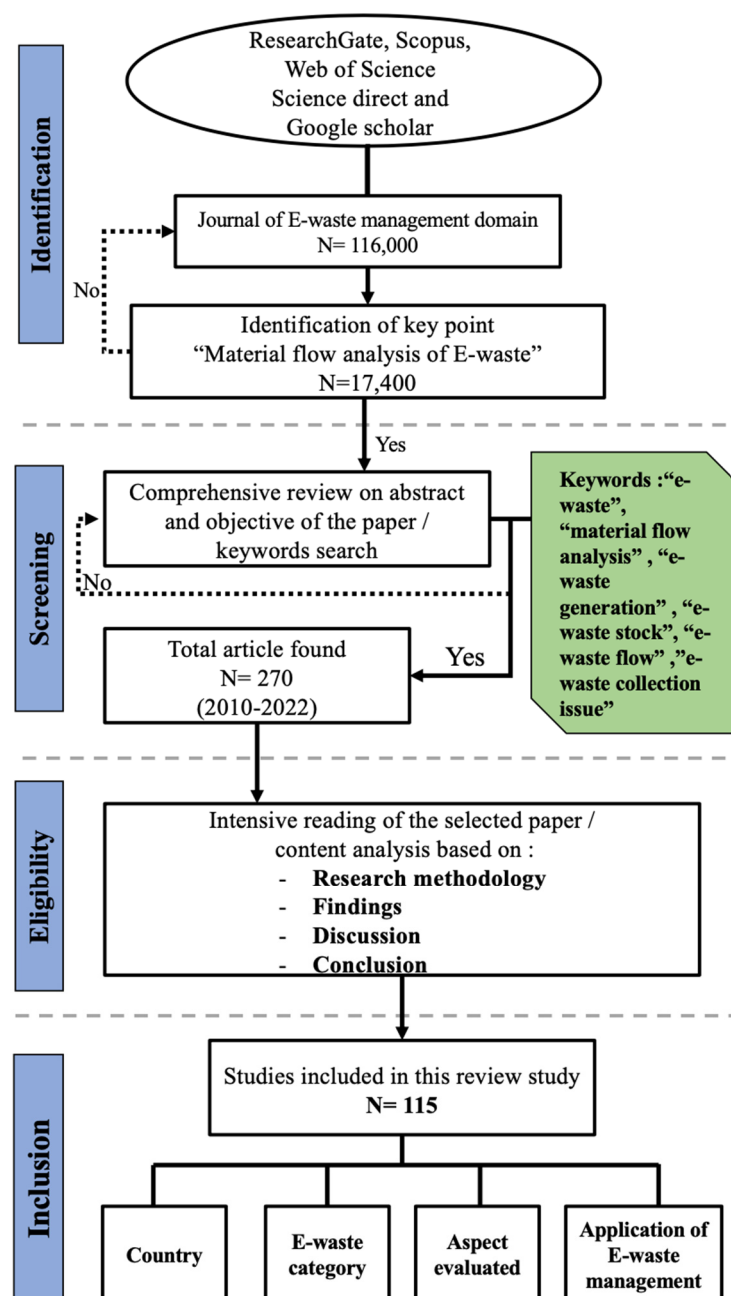 ResearchGate, Scopus,
Web of Science
Science direct and
Google scholar
Identification
Journal of E-waste management domain
N= 116,000
No
Identification of key point
“Material flow analysis of E-waste”
N=17,400
Yes
Screening
Comprehensive review on abstract
and objective of the paper /
keywords search
No
Keywords :“e-
waste”,
“material flow
analysis” , “e-
waste
generation” , “e-
waste stock”, “e-
waste flow” ,”e-
waste collection
issue”
Total article found
N= 270
(2010-2022)
Yes
Eligibility
Intensive reading of the selected paper /
content analysis based on :
- Research methodology
- Findings
- Discussion
- Conclusion
Inclusion
Studies included in this review study
N= 115
Country
E-waste
category
Aspect
evaluated
Application of
E-waste
management